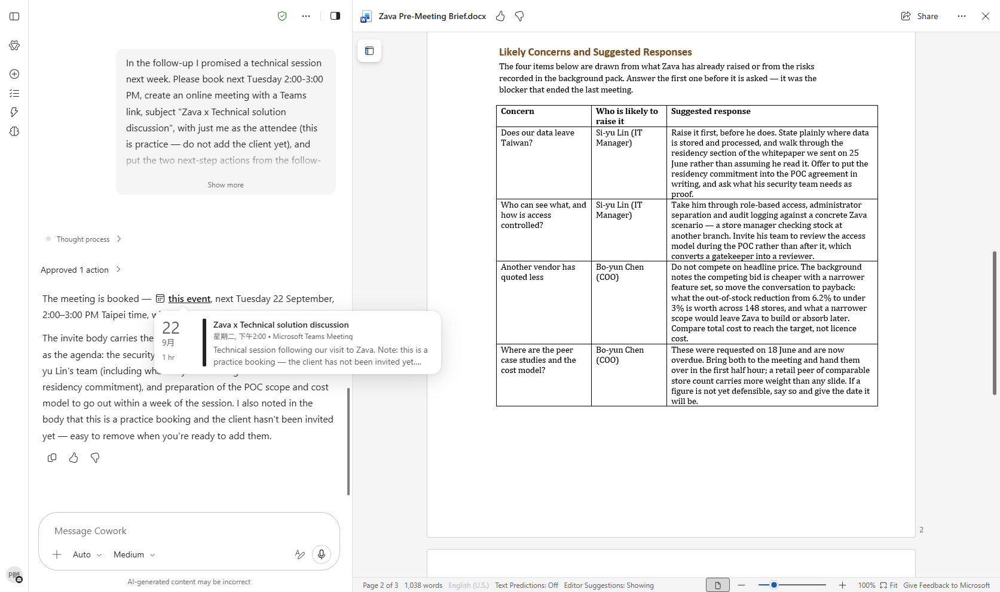 Zava Pre-Meeting Brief.docx
Share
In the follow-up I promised a technical session
next week. Please book next Tuesday 2:00-3:00
PM, create an online meeting with a Teams
link, subject "Zava x Technical solution
discussion", with just me as the attendee (this
is practice — do not add the client yet), and
put the two next-step actions from the follow-
Show more
Thought process
Approved 1 action
The meeting is booked — this event, next Tuesday 22 September,
2:00–3:00 PM Taipei time,
The invite body carries the
as the agenda: the security
yu Lin's team (including
residency commitment), and preparation of the POC scope and cost
model to go out within a week of the session. I also noted in the
body that this is a practice booking and the client hasn't been invited
yet — easy to remove when you're ready to add them.
22
9月
1 hr
Zava x Technical solution discussion
星期二, 下午2:00 • Microsoft Teams Meeting
Technical session following our visit to Zava. Note: this is a
practice booking — the client has not been invited yet....
Message Cowork
Auto
Medium
AI-generated content may be incorrect
P辦
Likely Concerns and Suggested Responses
The four items below are drawn from what Zava has already raised or from the risks
recorded in the background pack. Answer the first one before it is asked — it was the
blocker that ended the last meeting.
Concern
Who is likely to
raise it
Suggested response
Does our data leave
Taiwan?
Si-yu Lin (IT
Manager)
Raise it first, before he does. State plainly where data
is stored and processed, and walk through the
residency section of the whitepaper we sent on 25
June rather than assuming he read it. Offer to put the
residency commitment into the POC agreement in
writing, and ask what his security team needs as
proof.
Who can see what, and
how is access
controlled?
Si-yu Lin (IT
Manager)
Take him through role-based access, administrator
separation and audit logging against a concrete Zava
scenario — a store manager checking stock at
another branch. Invite his team to review the access
model during the POC rather than after it, which
converts a gatekeeper into a reviewer.
Another vendor has
quoted less
Bo-yun Chen
(COO)
Do not compete on headline price. The background
notes the competing bid is cheaper with a narrower
feature set, so move the conversation to payback:
what the out-of-stock reduction from 6.2% to under
3% is worth across 148 stores, and what a narrower
scope would leave Zava to build or absorb later.
Compare total cost to reach the target, not licence
cost.
Where are the peer
case studies and the
cost model?
Bo-yun Chen
(COO)
These were requested on 18 June and are now
overdue. Bring both to the meeting and hand them
over in the first half hour; a retail peer of comparable
store count carries more weight than any slide. If a
figure is not yet defensible, say so and give the date it
will be.
2
Page 2 of 3
1,038 words
English (U.S.)
Text Predictions: Off
Editor Suggestions: Showing
100%
Fit
Give Feedback to Microsoft